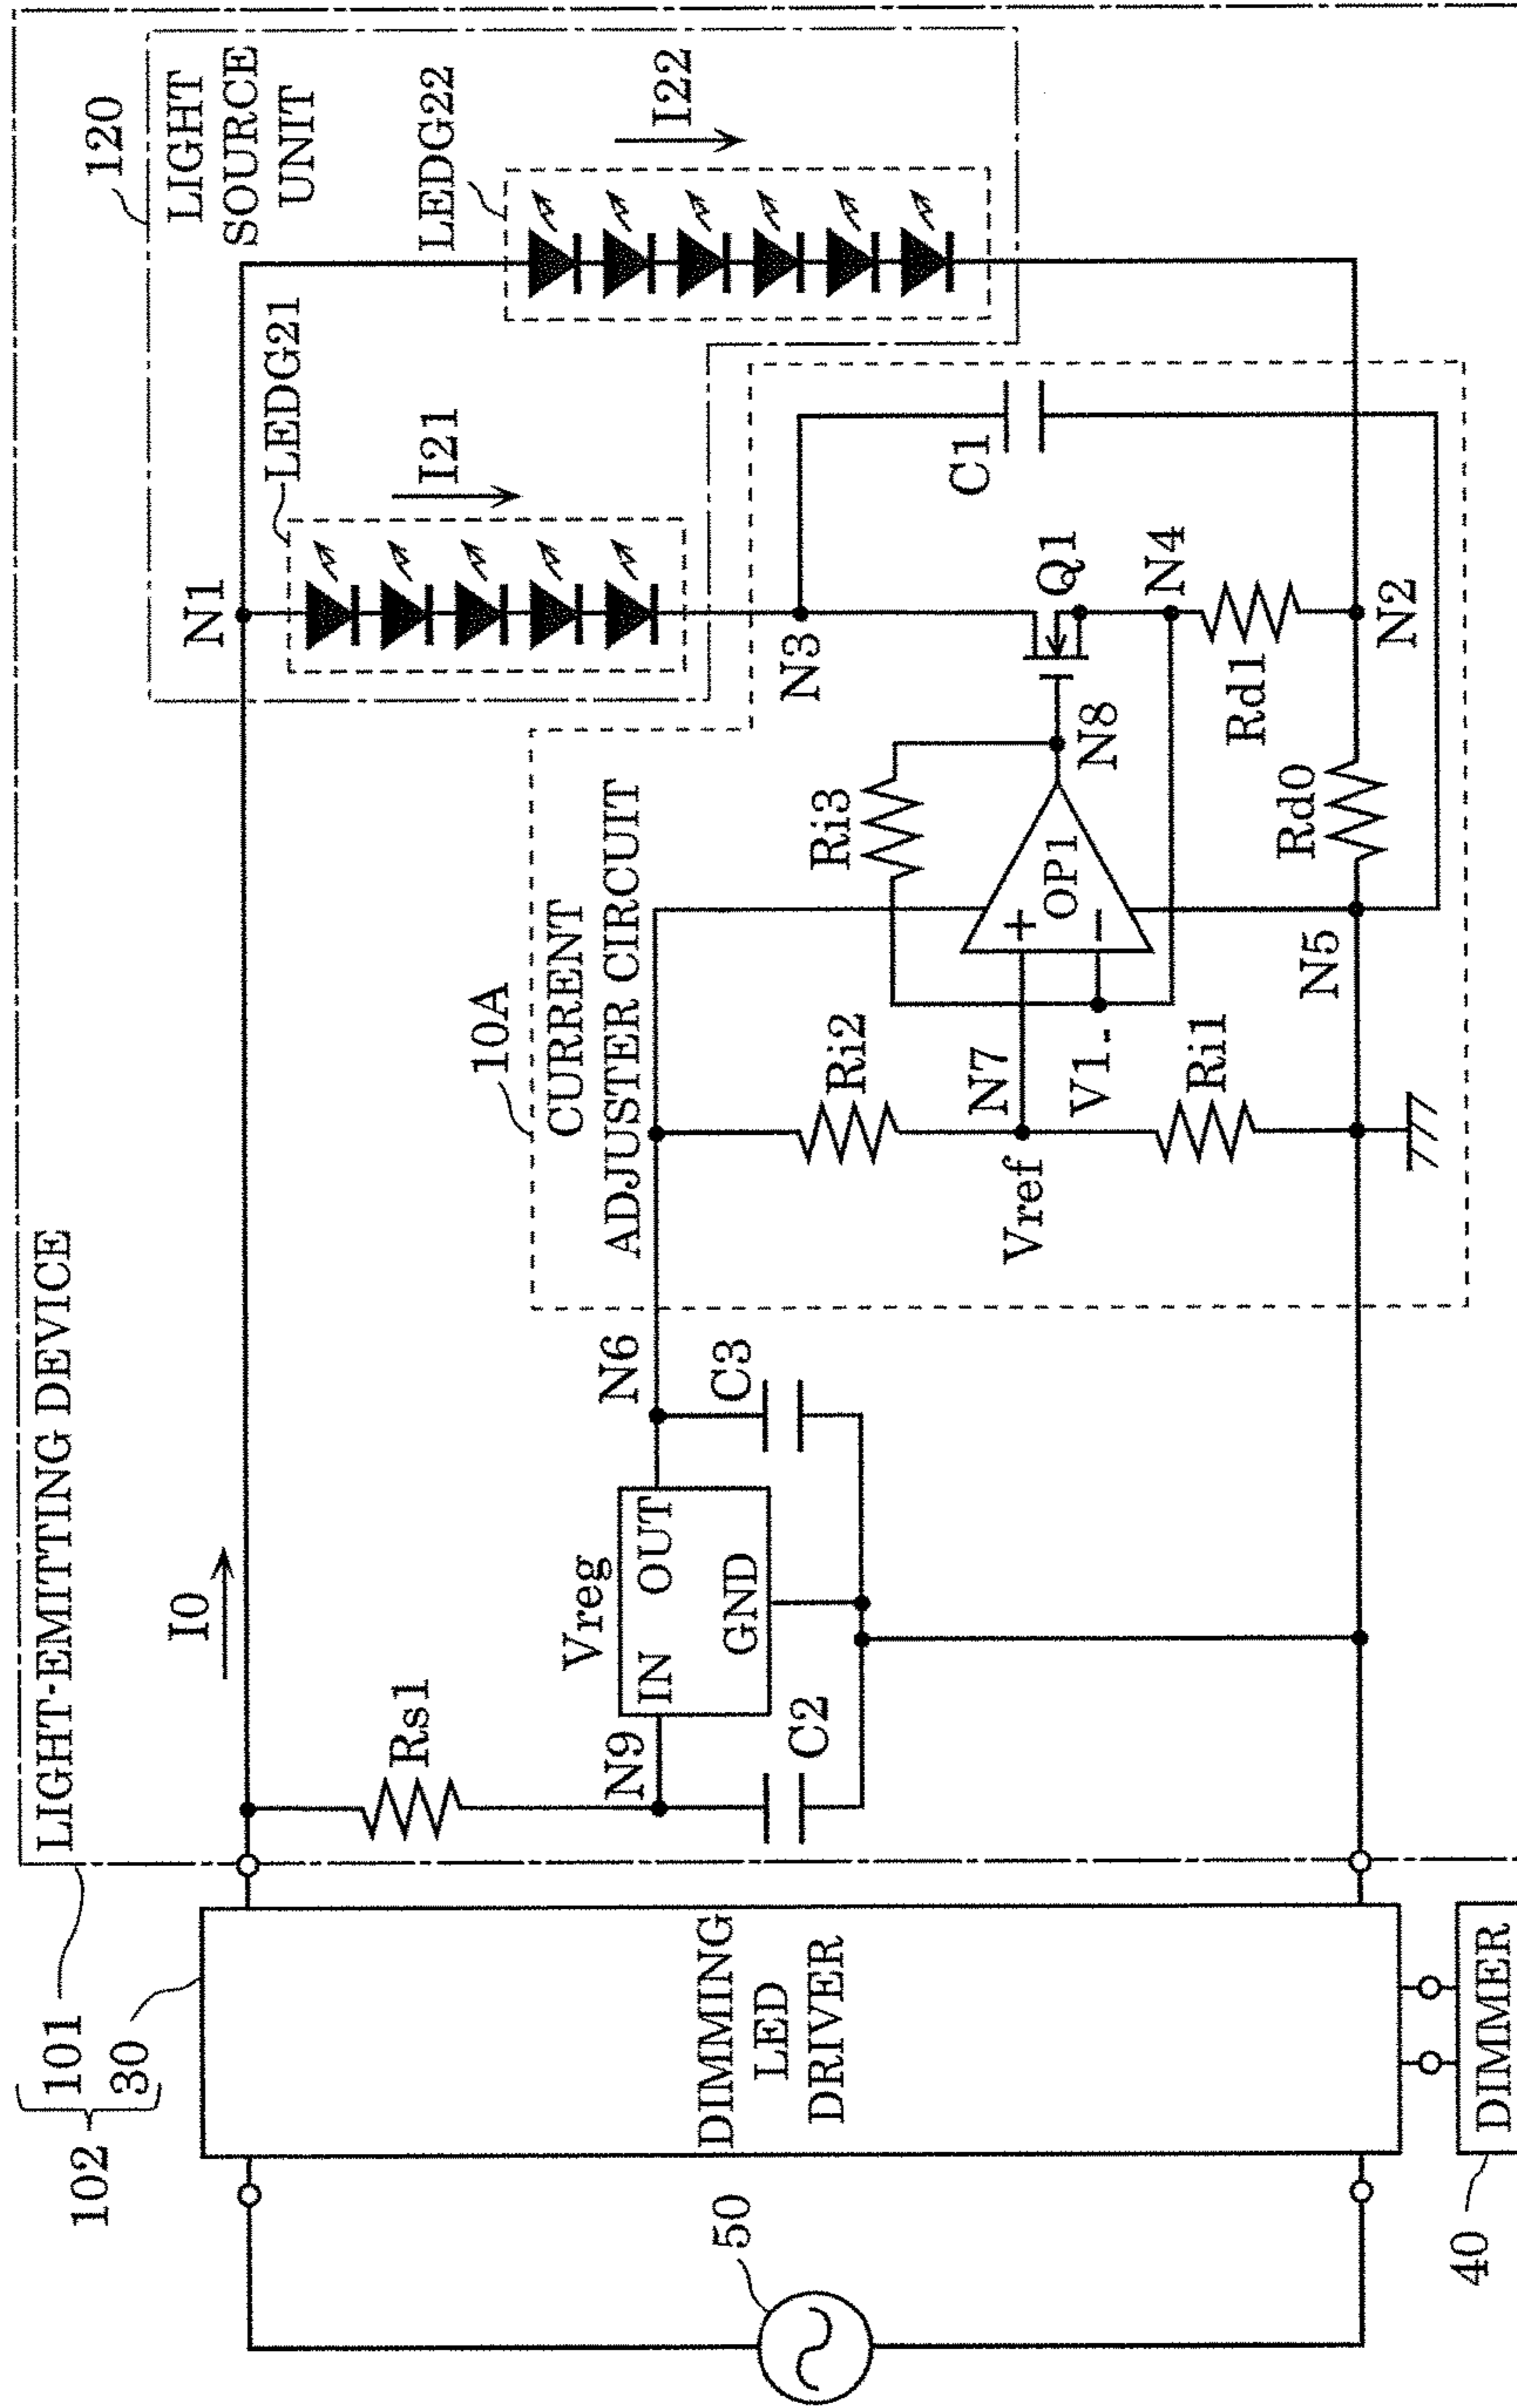 102
101
30
LIGHT-EMITTING DEVICE
50
DIMMING
LED
DRIVER
40
DIMMER
I0
Rs1
N9
Vreg
IN
OUT
GND
C2
C3
N6
10A
CURRENT
ADJUSTER CIRCUIT
Ri2
Vref
N7
V1-
Ri1
N5
Ri3
+
−
OP1
N8
Q1
N4
Rd1
Rd0
N2
N3
C1
N1
120
LIGHT
SOURCE
UNIT
LEDG21
I21
LEDG22
I22